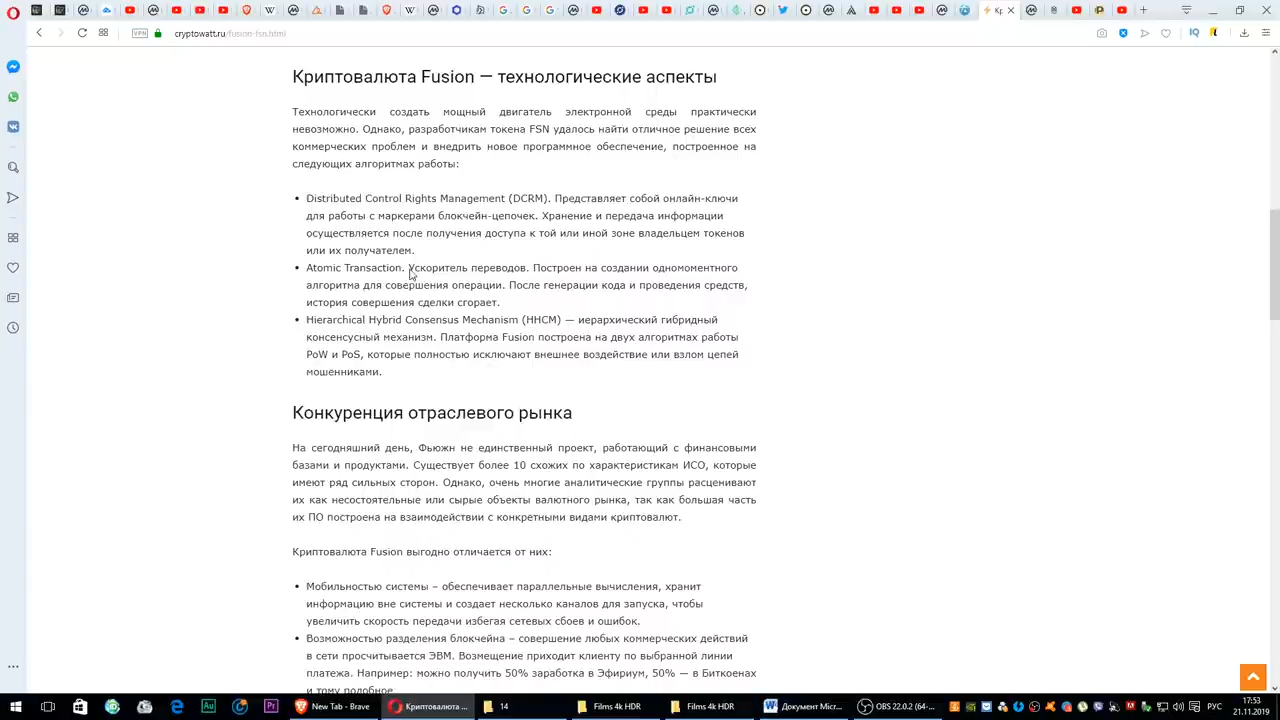 Кр
VPN
cryptowatt.ru/fusion-fsn.html
Криптовалюта Fusion — технологические аспекты
Технологически создать мощный двигатель электронной среды практически
невозможно. Однако, разработчикам токена FSN удалось найти отличное решение всех
коммерческих проблем и внедрить новое программное обеспечение, построенное на
следующих алгоритмах работы:
• Distributed Control Rights Management (DCRM). Представляет собой онлайн-ключи
для работы с маркерами блокчейн-цепочек. Хранение и передача информации
осуществляется после получения доступа к той или иной зоне владельцем токенов
или их получателем.
• Atomic Transaction. Ускоритель переводов. Построен на создании одномоментного
алгоритма для совершения операции. После генерации кода и проведения средств,
история совершения сделки сгорает.
• Hierarchical Hybrid Consensus Mechanism (HHCM) — иерархический гибридный
консенсусный механизм. Платформа Fusion построена на двух алгоритмах работы
PoW и PoS, которые полностью исключают внешнее воздействие или взлом цепей
мошенниками.
Конкуренция отраслевого рынка
На сегодняшний день, Фьюжн не единственный проект, работающий с финансовыми
базами и продуктами. Существует более 10 схожих по характеристикам ИСО, которые
имеют ряд сильных сторон. Однако, очень многие аналитические группы расценивают
их как несостоятельные или сырые объекты валютного рынка, так как большая часть
их ПО построена на взаимодействии с конкретными видами криптовалют.
Криптовалюта Fusion выгодно отличается от них:
• Мобильностью системы – обеспечивает параллельные вычисления, хранит
информацию вне системы и создает несколько каналов для запуска, чтобы
увеличить скорость передачи избегая сетевых сбоев и ошибок.
• Возможностью разделения блокчейна – совершение любых коммерческих действий
в сети просчитывается ЭВМ. Возмещение приходит клиенту по выбранной линии
платежа. Например: можно получить 50% заработка в Эфириум, 50% — в Биткоенах
и тому подобное.
New Tab - Brave
Криптовалюта ...
14
Films 4k HDR
Films 4k HDR
Документ Micr...
OBS 22.0.2 (64-...
РУС
17:53
21.11.2019